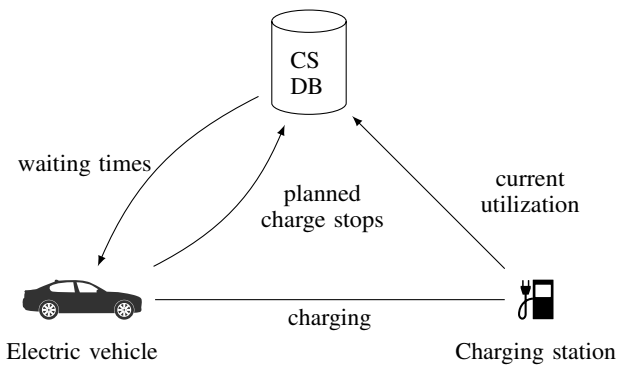 CS
DB
waiting times
planned
charge stops
current
utilization
charging
Electric vehicle
Charging station